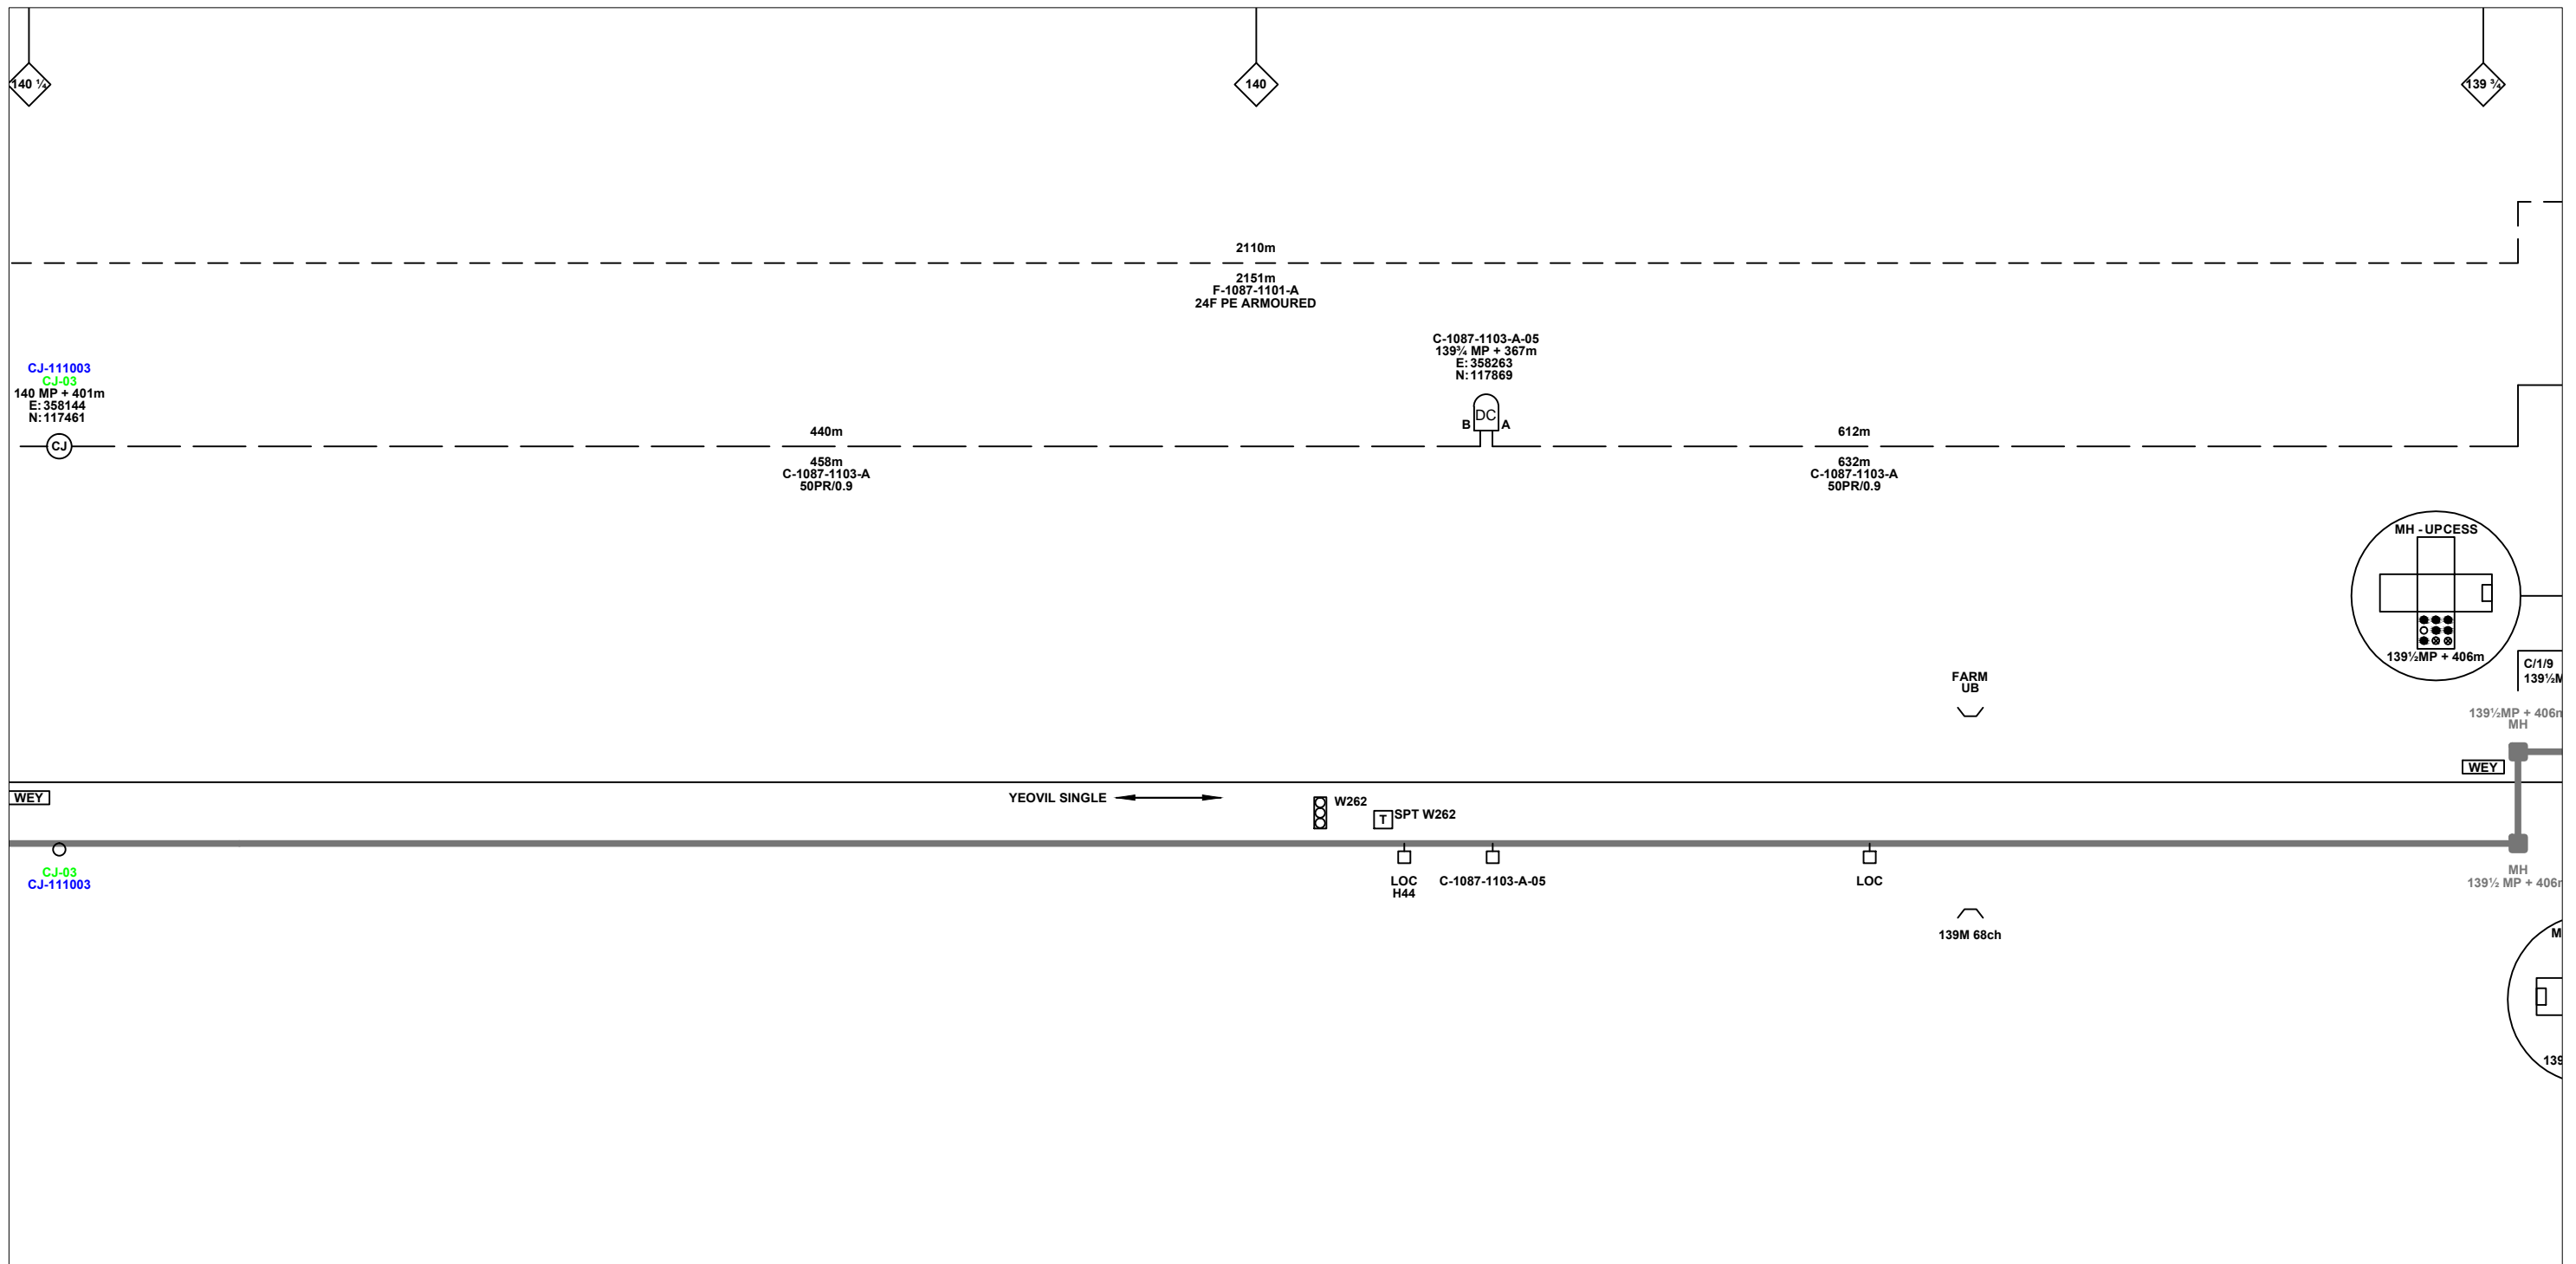 140 ¼
140
139 ¾
2110m
2151m
F-1087-1101-A
24F PE ARMOURED
C-1087-1103-A-05
139¾ MP + 367m
E: 358263
N: 117869
CJ-111003
CJ-03
140 MP + 401m
E: 358144
N: 117461
CJ
B
DC
A
440m
458m
C-1087-1103-A
50PR/0.9
612m
632m
C-1087-1103-A
50PR/0.9
MH - UPCESS
139½MP + 406m
C/1/9
139½M
FARM
UB
139½MP + 406m
MH
WEY
WEY
YEOVIL SINGLE
W262
T
SPT W262
CJ-03
CJ-111003
LOC
H44
C-1087-1103-A-05
LOC
MH
139½ MP + 406m
139M 68ch
M
139